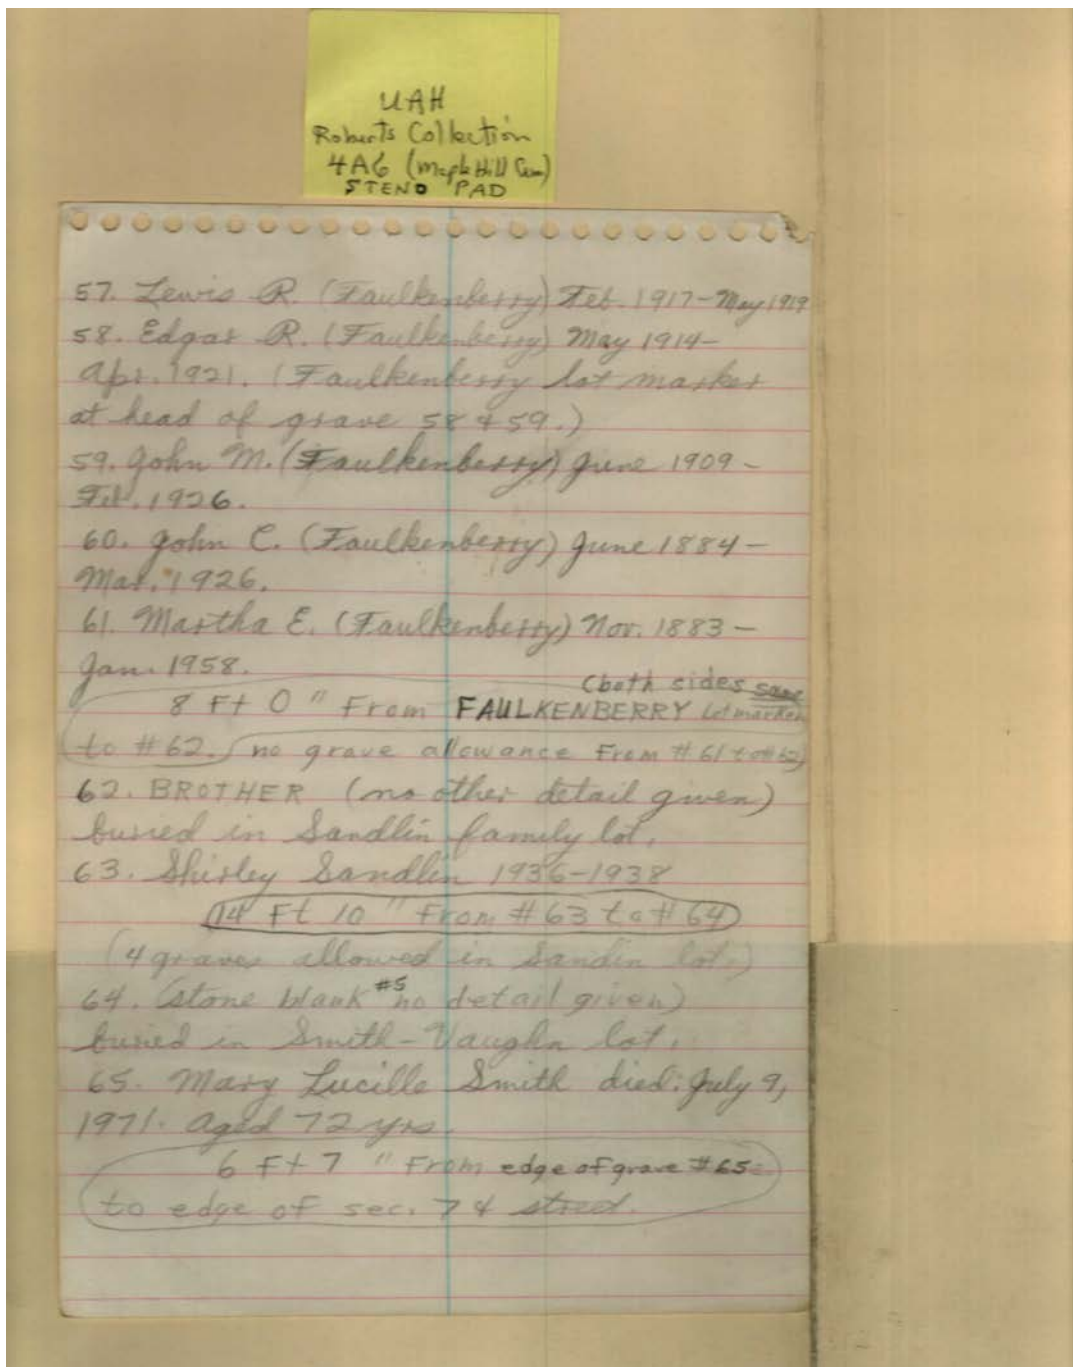 UAH
Roberts Collection
4A6 (Maple Hill Cem)
STENO PAD
57. Lewis R. (Faulkenberry) Feb. 1917-May 1919
58. Edgar R. (Faulkenberry) May 1914-
Apr. 1921. (Faulkenberry lot marker
at head of grave 58 & 59.)
59. John M. (Faulkenberry) June 1909-
Feb. 1926.
60. John C. (Faulkenberry) June 1884-
Mar. 1926.
61. Martha E. (Faulkenberry) Nov. 1883-
Jan. 1958.
(both sides same
8 Ft 0" From FAULKENBERRY Lot marker
to #62. (no grave allowance From #61 to #62)
62. BROTHER (no other detail given)
buried in Sandlin family lot.
63. Shirley Sandlin 1936-1938
14 Ft 10" From #63 to #64
(4 graves allowed in Sandin lot.)
64. (stone blank #5 no detail given)
buried in Smith-Vaughn lot.
65. Mary Lucille Smith died: July 9,
1971. aged 72 yrs.
6 Ft 7" From edge of grave #65
to edge of sec. 7 & street.